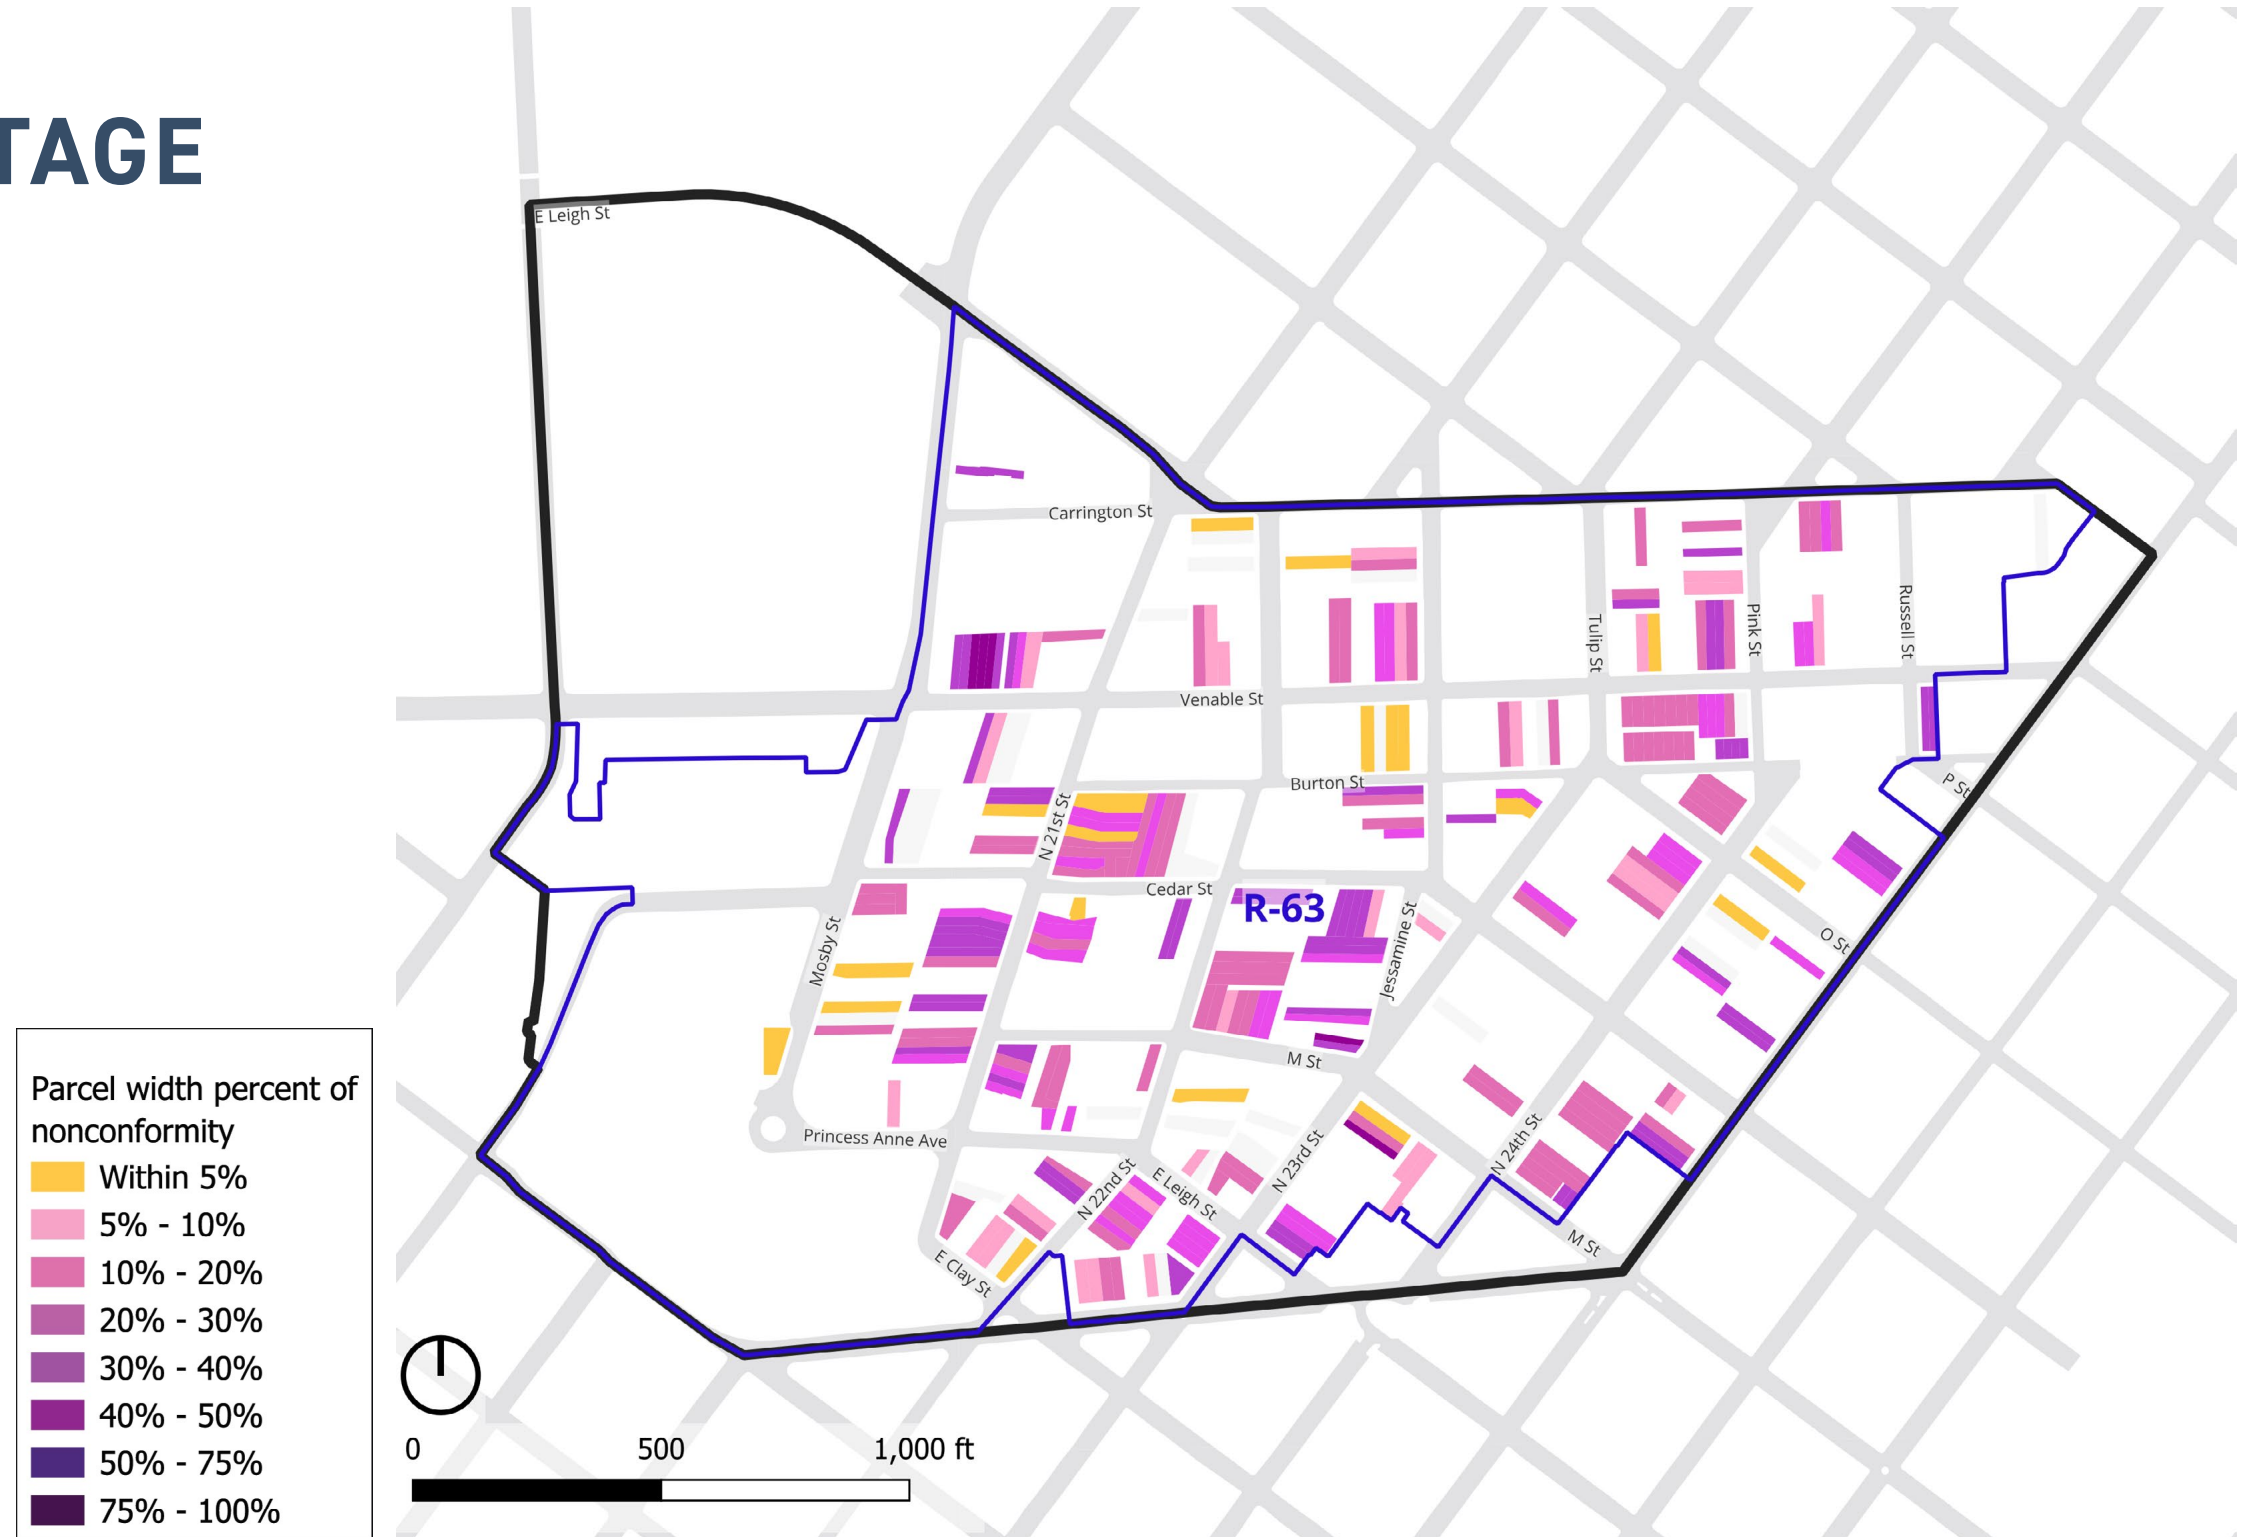 TAGE
E Leigh St
Carrington St
Venable St
Tulip St
Pink St
Russell St
Burton St
P St
N 21st St
Cedar St
R-63
Jessamine St
O St
Mosby St
M St
Princess Anne Ave
N 22nd St
E Leigh St
N 23rd St
N 24th St
M St
E Clay St
Parcel width percent of
nonconformity
Within 5%
5% - 10%
10% - 20%
20% - 30%
30% - 40%
40% - 50%
50% - 75%
75% - 100%
0 500 1,000 ft